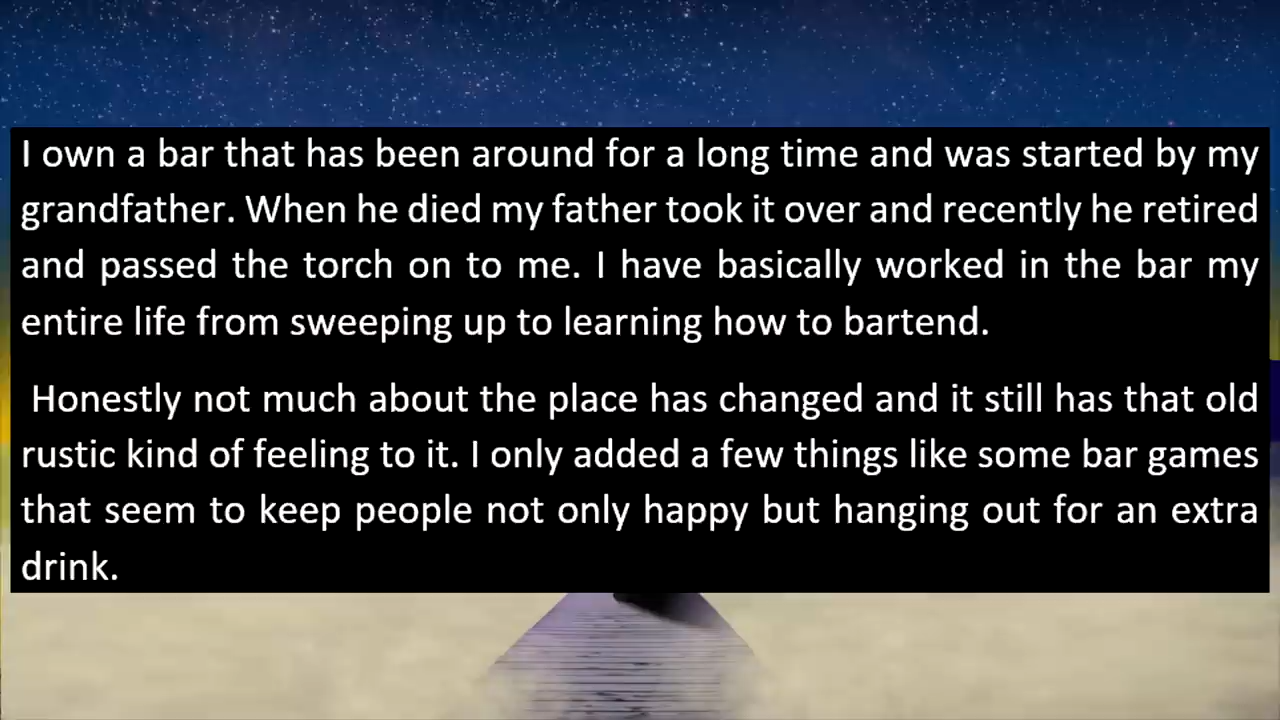 I own a bar that has been around for a long time and was started by my
grandfather. When he died my father took it over and recently he retired
and passed the torch on to me. I have basically worked in the bar my
entire life from sweeping up to learning how to bartend.
Honestly not much about the place has changed and it still has that old
rustic kind of feeling to it. I only added a few things like some bar games
that seem to keep people not only happy but hanging out for an extra
drink.